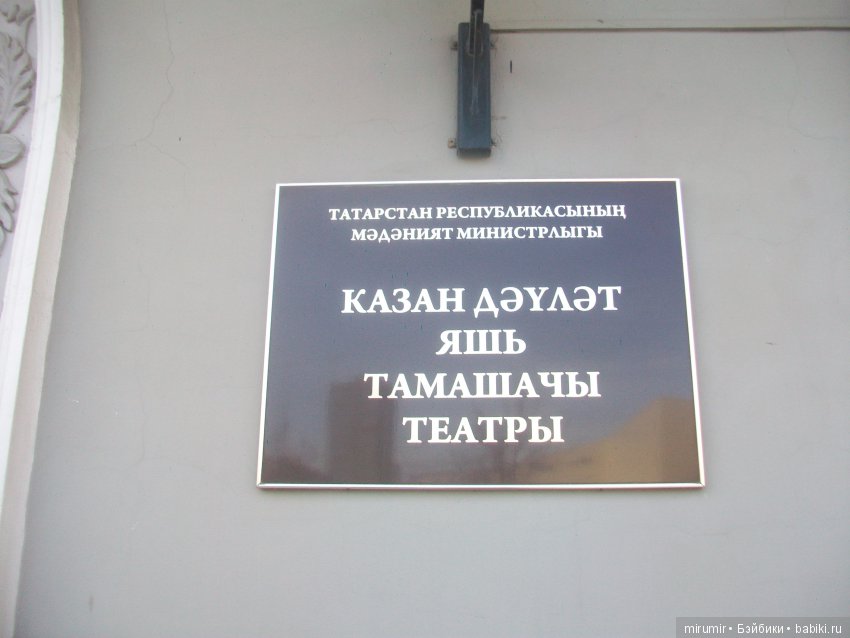 ТАТАРСТАН РЕСПУБЛИКАСЫНЫҢ
МӘДӘНИЯТ МИНИСТРЛЫГЫ
КАЗАН ДӘҮЛӘТ
ЯШЬ
ТАМАШАЧЫ
ТЕАТРЫ
mirumir • Бэйбики • babiki.ru